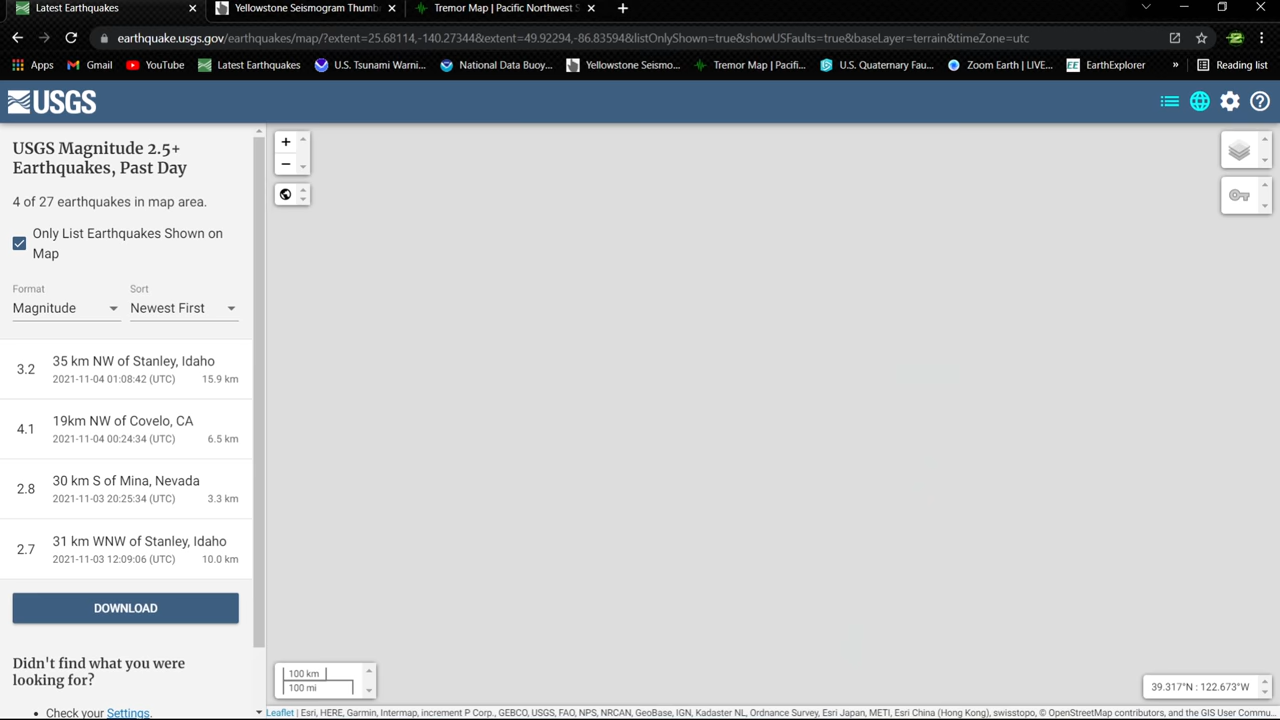 Latest Earthquakes
Yellowstone Seismogram Thumb
Tremor Map | Pacific Northwest S
earthquake.usgs.gov/earthquakes/map/?extent=25.68114,-140.27344&extent=49.92294,-86.83594&listOnlyShown=true&showUSFaults=true&baseLayer=terrain&timeZone=utc
Apps
Gmail
YouTube
Latest Earthquakes
U.S. Tsunami Warni...
National Data Buoy...
Yellowstone Seismo...
Tremor Map | Pacifi...
U.S. Quaternary Fau...
Zoom Earth | LIVE...
EarthExplorer
»
Reading list
USGS
USGS Magnitude 2.5+
Earthquakes, Past Day
4 of 27 earthquakes in map area.
Only List Earthquakes Shown on
Map
Format
Sort
Magnitude
Newest First
3.2
35 km NW of Stanley, Idaho
2021-11-04 01:08:42 (UTC)
15.9 km
4.1
19km NW of Covelo, CA
2021-11-04 00:24:34 (UTC)
6.5 km
2.8
30 km S of Mina, Nevada
2021-11-03 20:25:34 (UTC)
3.3 km
2.7
31 km WNW of Stanley, Idaho
2021-11-03 12:09:06 (UTC)
10.0 km
DOWNLOAD
Didn't find what you were
looking for?
• Check your Settings.
+
−
100 km
100 mi
39.317°N : 122.673°W
Leaflet | Esri, HERE, Garmin, Intermap, increment P Corp., GEBCO, USGS, FAO, NPS, NRCAN, GeoBase, IGN, Kadaster NL, Ordnance Survey, Esri Japan, METI, Esri China (Hong Kong), swisstopo, © OpenStreetMap contributors, and the GIS User Commu...